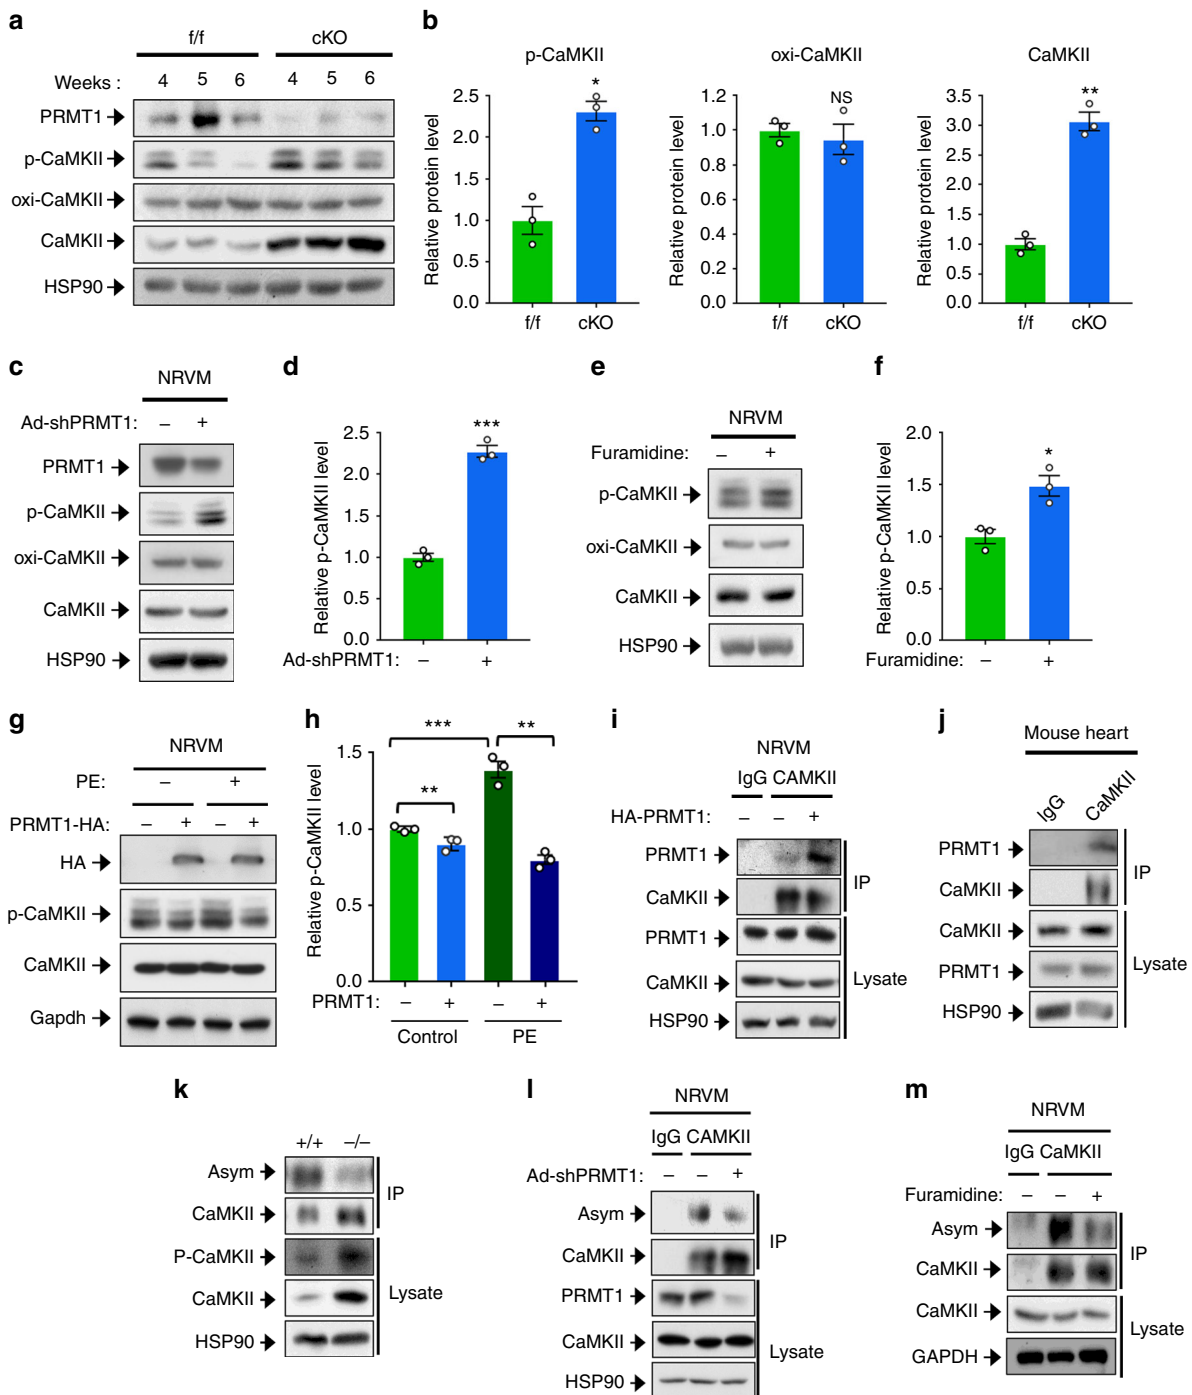 a
f/f cKO
Weeks : 4 5 6 4 5 6
PRMT1
p-CaMKII
oxi-CaMKII
CaMKII
HSP90
b
p-CaMKII
Relative protein level
2.5
2.0
1.5
1.0
0.5
0.0
*
f/f cKO
oxi-CaMKII
Relative protein level
1.2
1.0
0.8
0.6
0.4
0.2
0.0
NS
f/f cKO
CaMKII
Relative protein level
3.5
3.0
2.5
2.0
1.5
1.0
0.5
0.0
**
f/f cKO
c
NRVM
Ad-shPRMT1: – +
PRMT1
p-CaMKII
oxi-CaMKII
CaMKII
HSP90
d
Relative p-CaMKII level
2.5
2.0
1.5
1.0
0.5
0.0
***
Ad-shPRMT1: – +
e
NRVM
Furamidine: – +
p-CaMKII
oxi-CaMKII
CaMKII
HSP90
f
Relative p-CaMKII level
2.0
1.5
1.0
0.5
0.0
*
Furamidine: – +
g
NRVM
PE: – +
PRMT1-HA: – + – +
HA
p-CaMKII
CaMKII
Gapdh
h
Relative p-CaMKII level
1.5
1.0
0.5
0.0
*** **
**
PRMT1: – + – +
Control PE
i
NRVM
IgG CAMKII
HA-PRMT1: – – +
PRMT1
CaMKII
IP
PRMT1
CaMKII
HSP90
Lysate
j
Mouse heart
IgG CaMKII
PRMT1
CaMKII
IP
CaMKII
PRMT1
HSP90
Lysate
k
+/+ –/–
Asym
CaMKII
IP
P-CaMKII
CaMKII
HSP90
Lysate
l
NRVM
IgG CAMKII
Ad-shPRMT1: – – +
Asym
CaMKII
IP
PRMT1
CaMKII
HSP90
Lysate
m
NRVM
IgG CaMKII
Furamidine: – – +
Asym
CaMKII
IP
CaMKII
GAPDH
Lysate